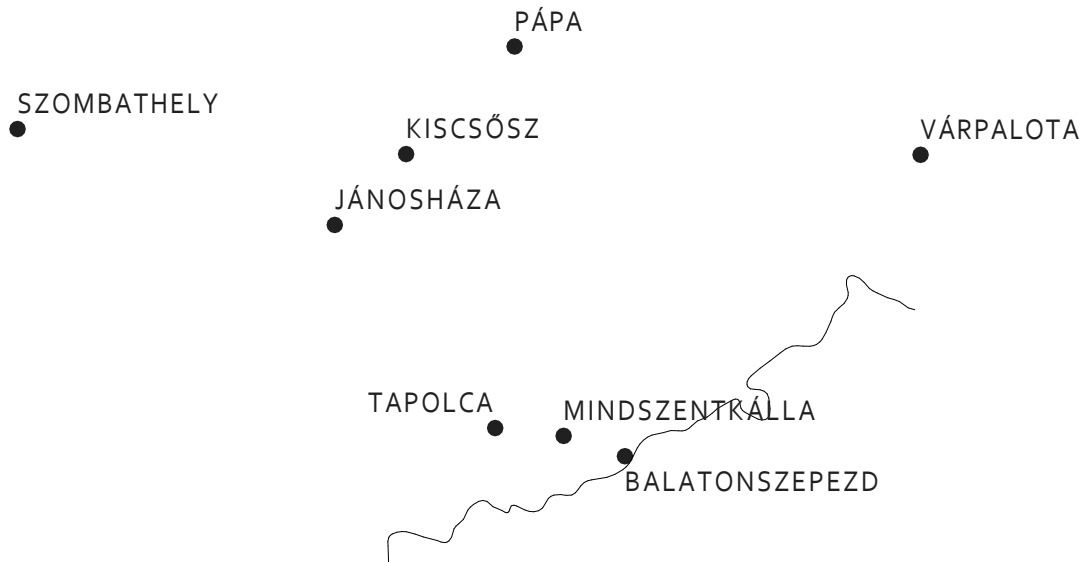 PÁPA
SZOMBATHELY
KISCSŐSZ
VÁRPALOTA
JÁNOSHÁZA
TAPOLCA
MINDSZENTKÁLLA
BALATONSZEPEZD